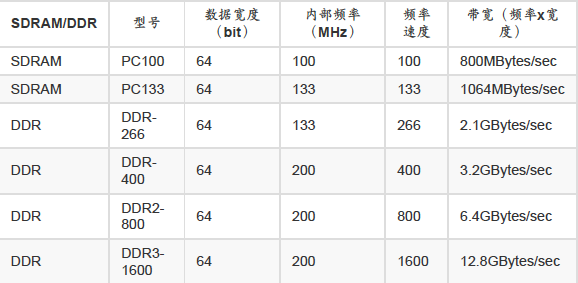 SDRAM/DDR 型号 数据宽度（bit） 内部频率（MHz） 频率速度 带宽（频率x宽度）
SDRAM PC100 64 100 100 800MBytes/sec
SDRAM PC133 64 133 133 1064MBytes/sec
DDR DDR-266 64 133 266 2.1GBytes/sec
DDR DDR-400 64 200 400 3.2GBytes/sec
DDR DDR2-800 64 200 800 6.4GBytes/sec
DDR DDR3-1600 64 200 1600 12.8GBytes/sec